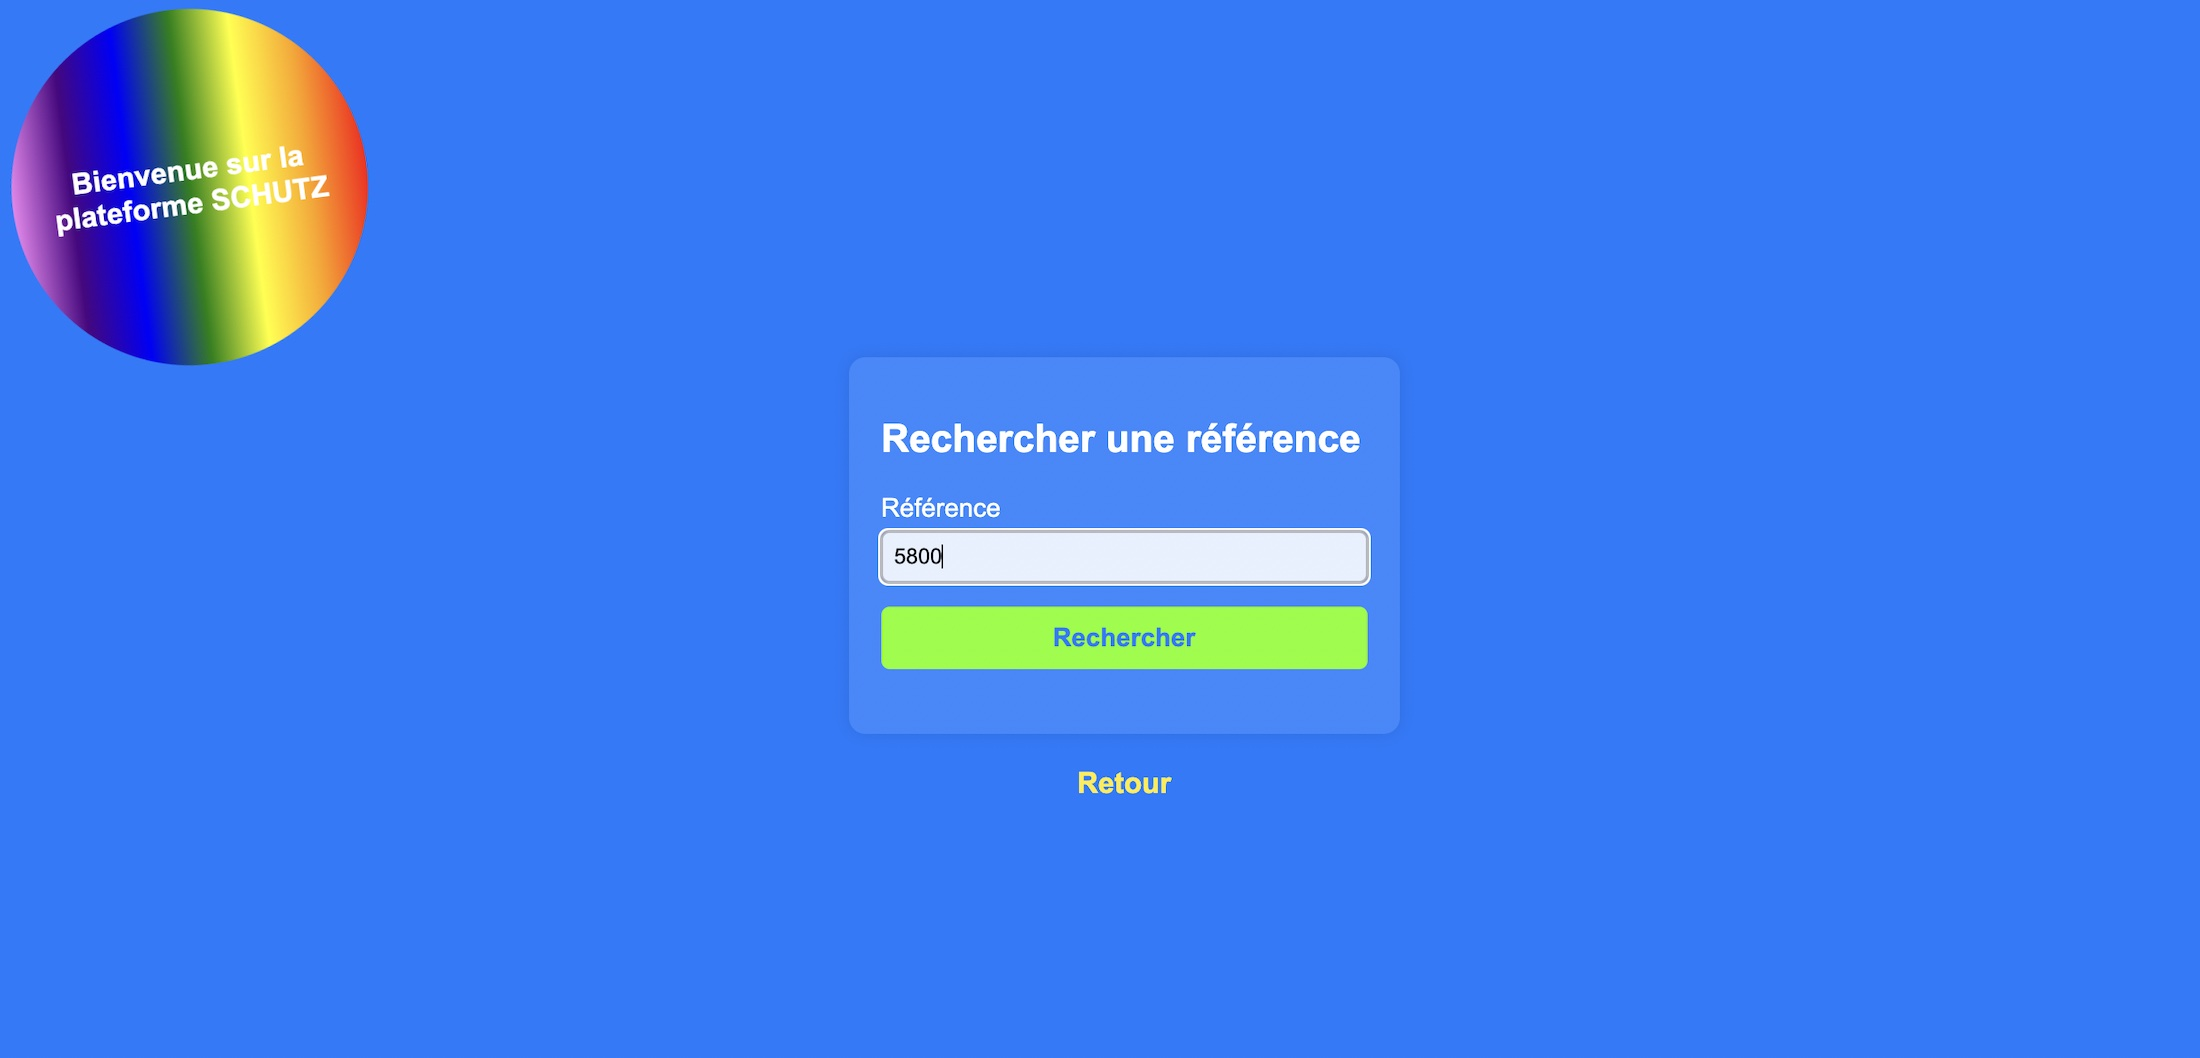 Bienvenue sur la
plateforme SCHUTZ
Rechercher une référence
Référence
5800
Rechercher
Retour